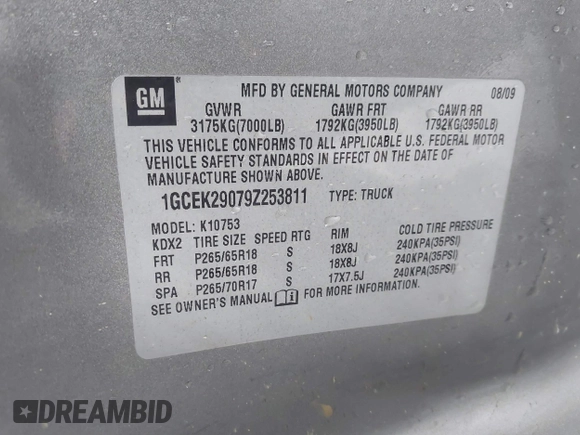 GM
MFD BY GENERAL MOTORS COMPANY 08/09
GVWR GAWR FRT GAWR RR
3175KG(7000LB) 1792KG(3950LB) 1792KG(3950LB)
THIS VEHICLE CONFORMS TO ALL APPLICABLE U.S. FEDERAL MOTOR
VEHICLE SAFETY STANDARDS IN EFFECT ON THE DATE OF
MANUFACTURE SHOWN ABOVE.
1GCEK29079Z253811 TYPE: TRUCK
MODEL: K10753
KDX2 TIRE SIZE SPEED RTG RIM COLD TIRE PRESSURE
FRT P265/65R18 S 18X8J 240KPA(35PSI)
RR P265/65R18 S 18X8J 240KPA(35PSI)
SPA P265/70R17 S 17X7.5J 240KPA(35PSI)
SEE OWNER'S MANUAL FOR MORE INFORMATION.
DREAMBID